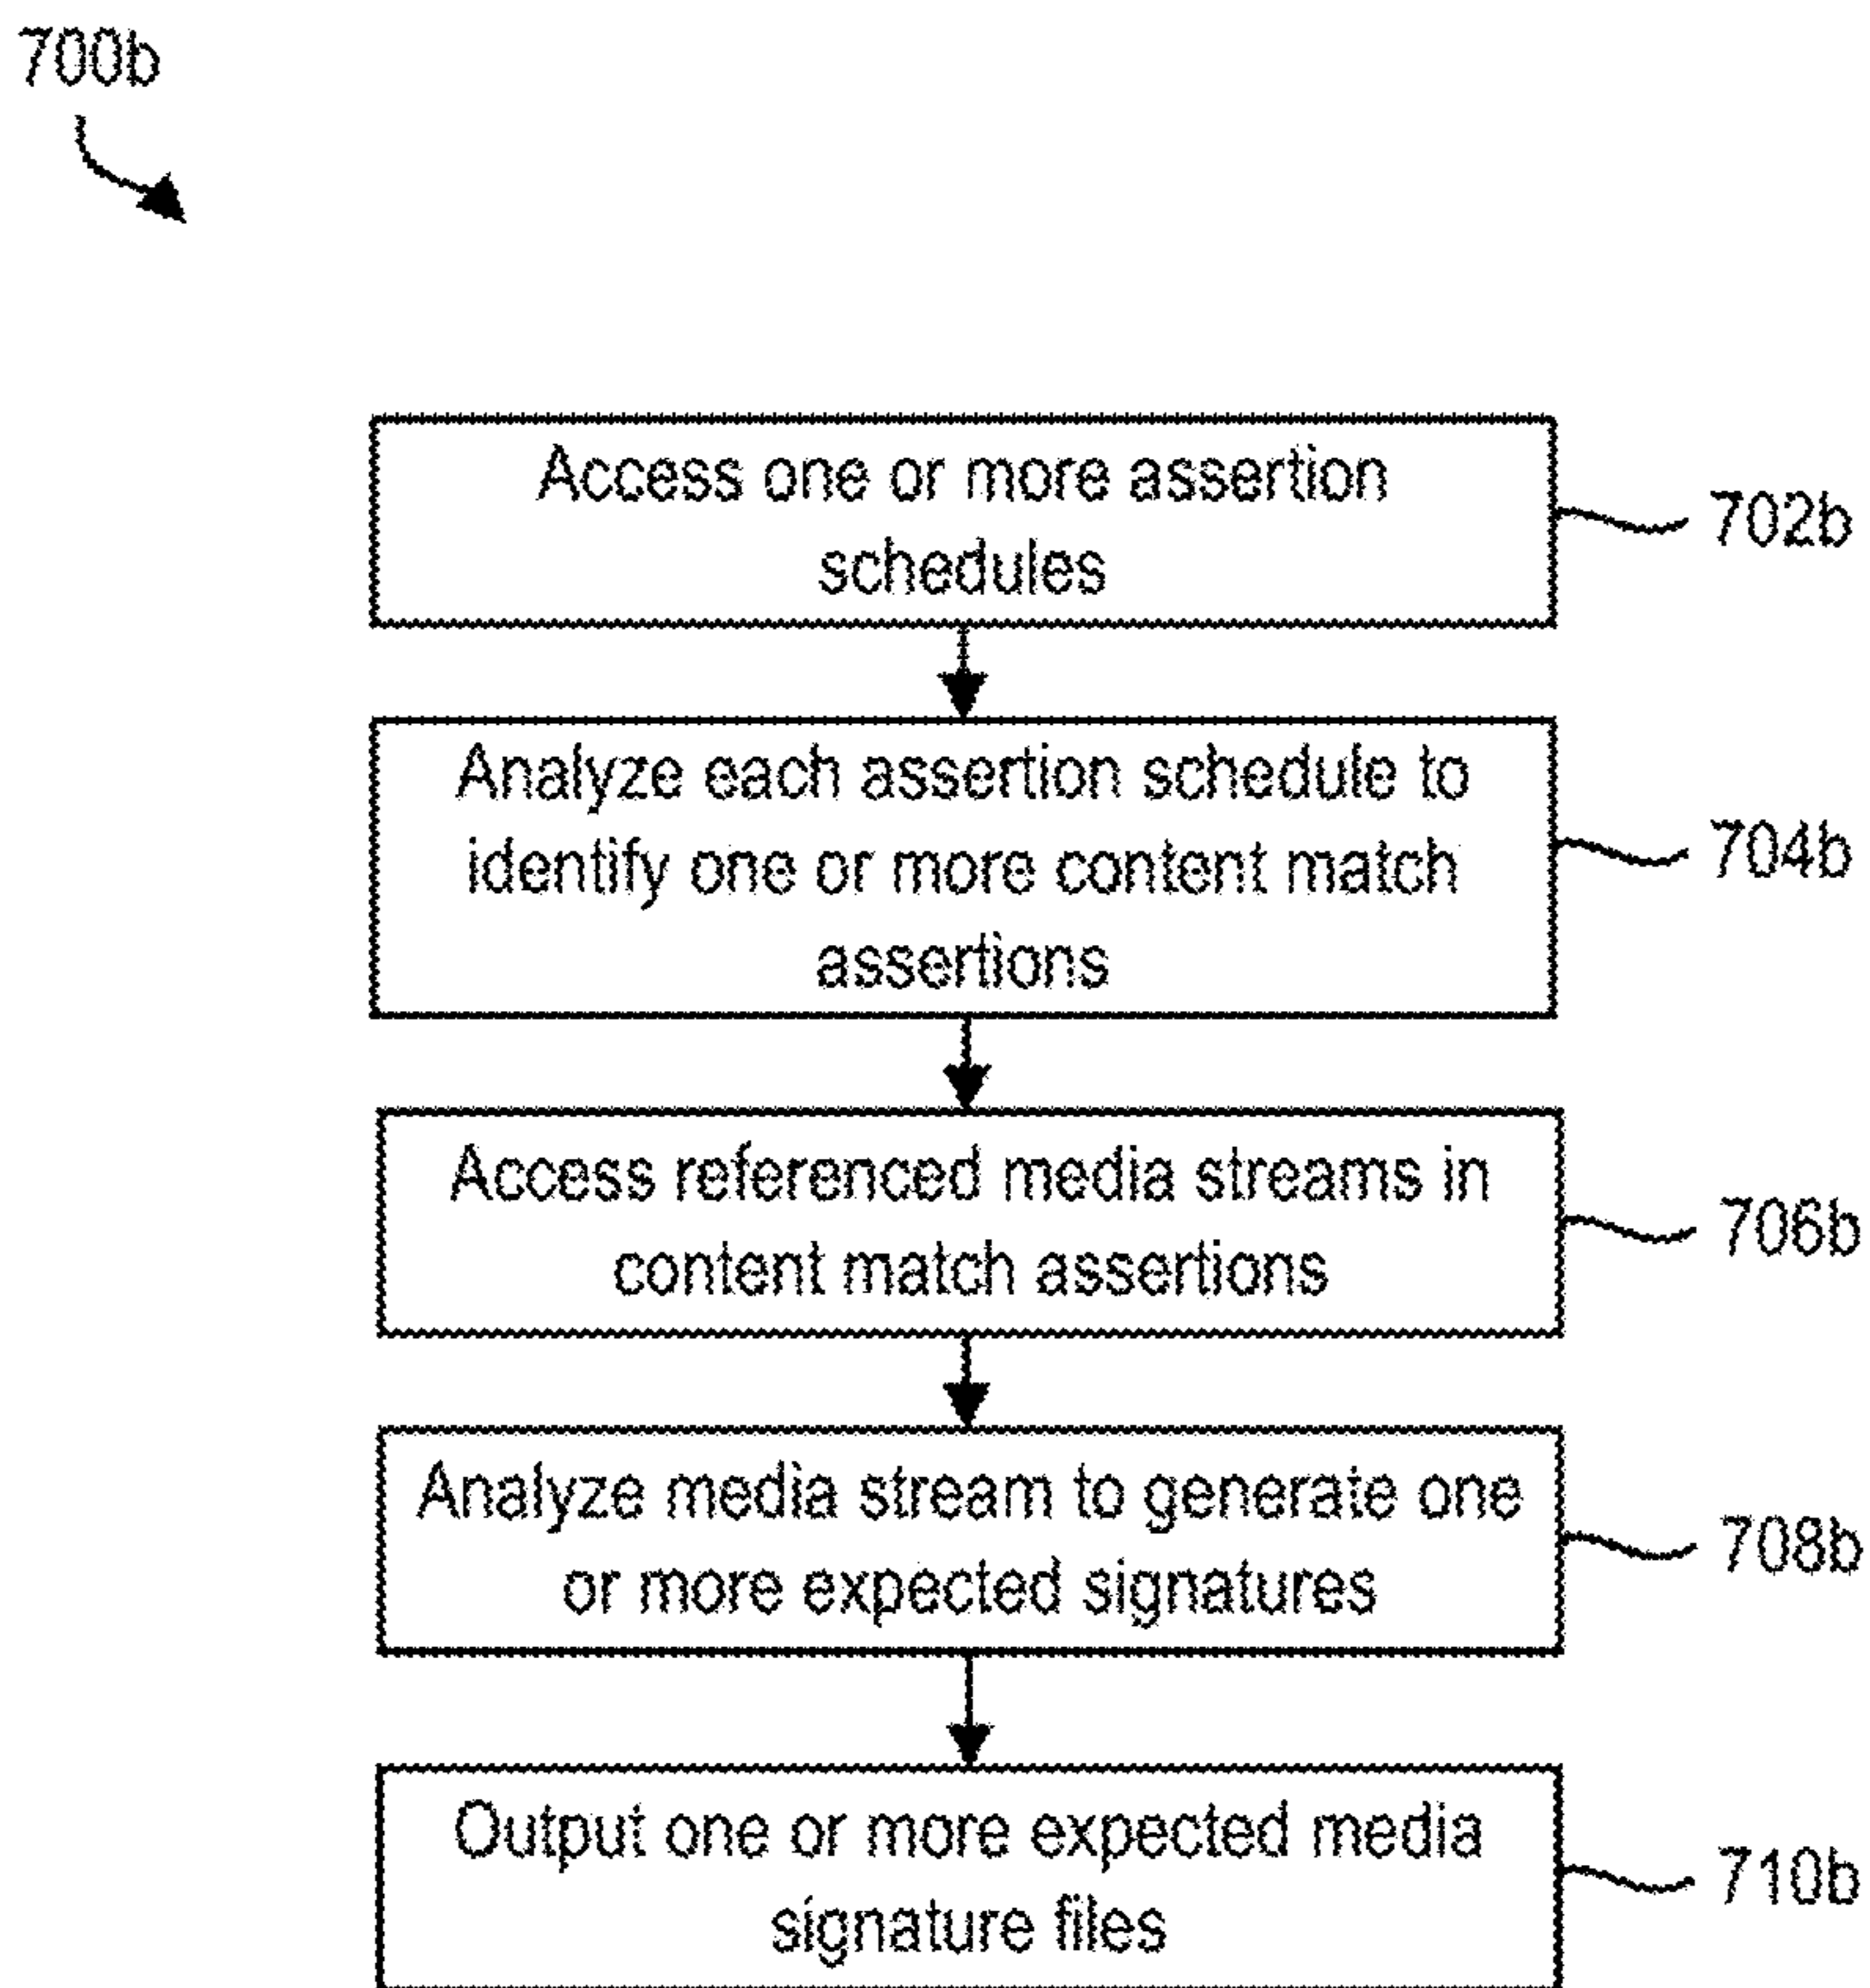 700b
Access one or more assertion
schedules
702b
Analyze each assertion schedule to
identify one or more content match
assertions
704b
Access referenced media streams in
content match assertions
706b
Analyze media stream to generate one
or more expected signatures
708b
Output one or more expected media
signature files
710b